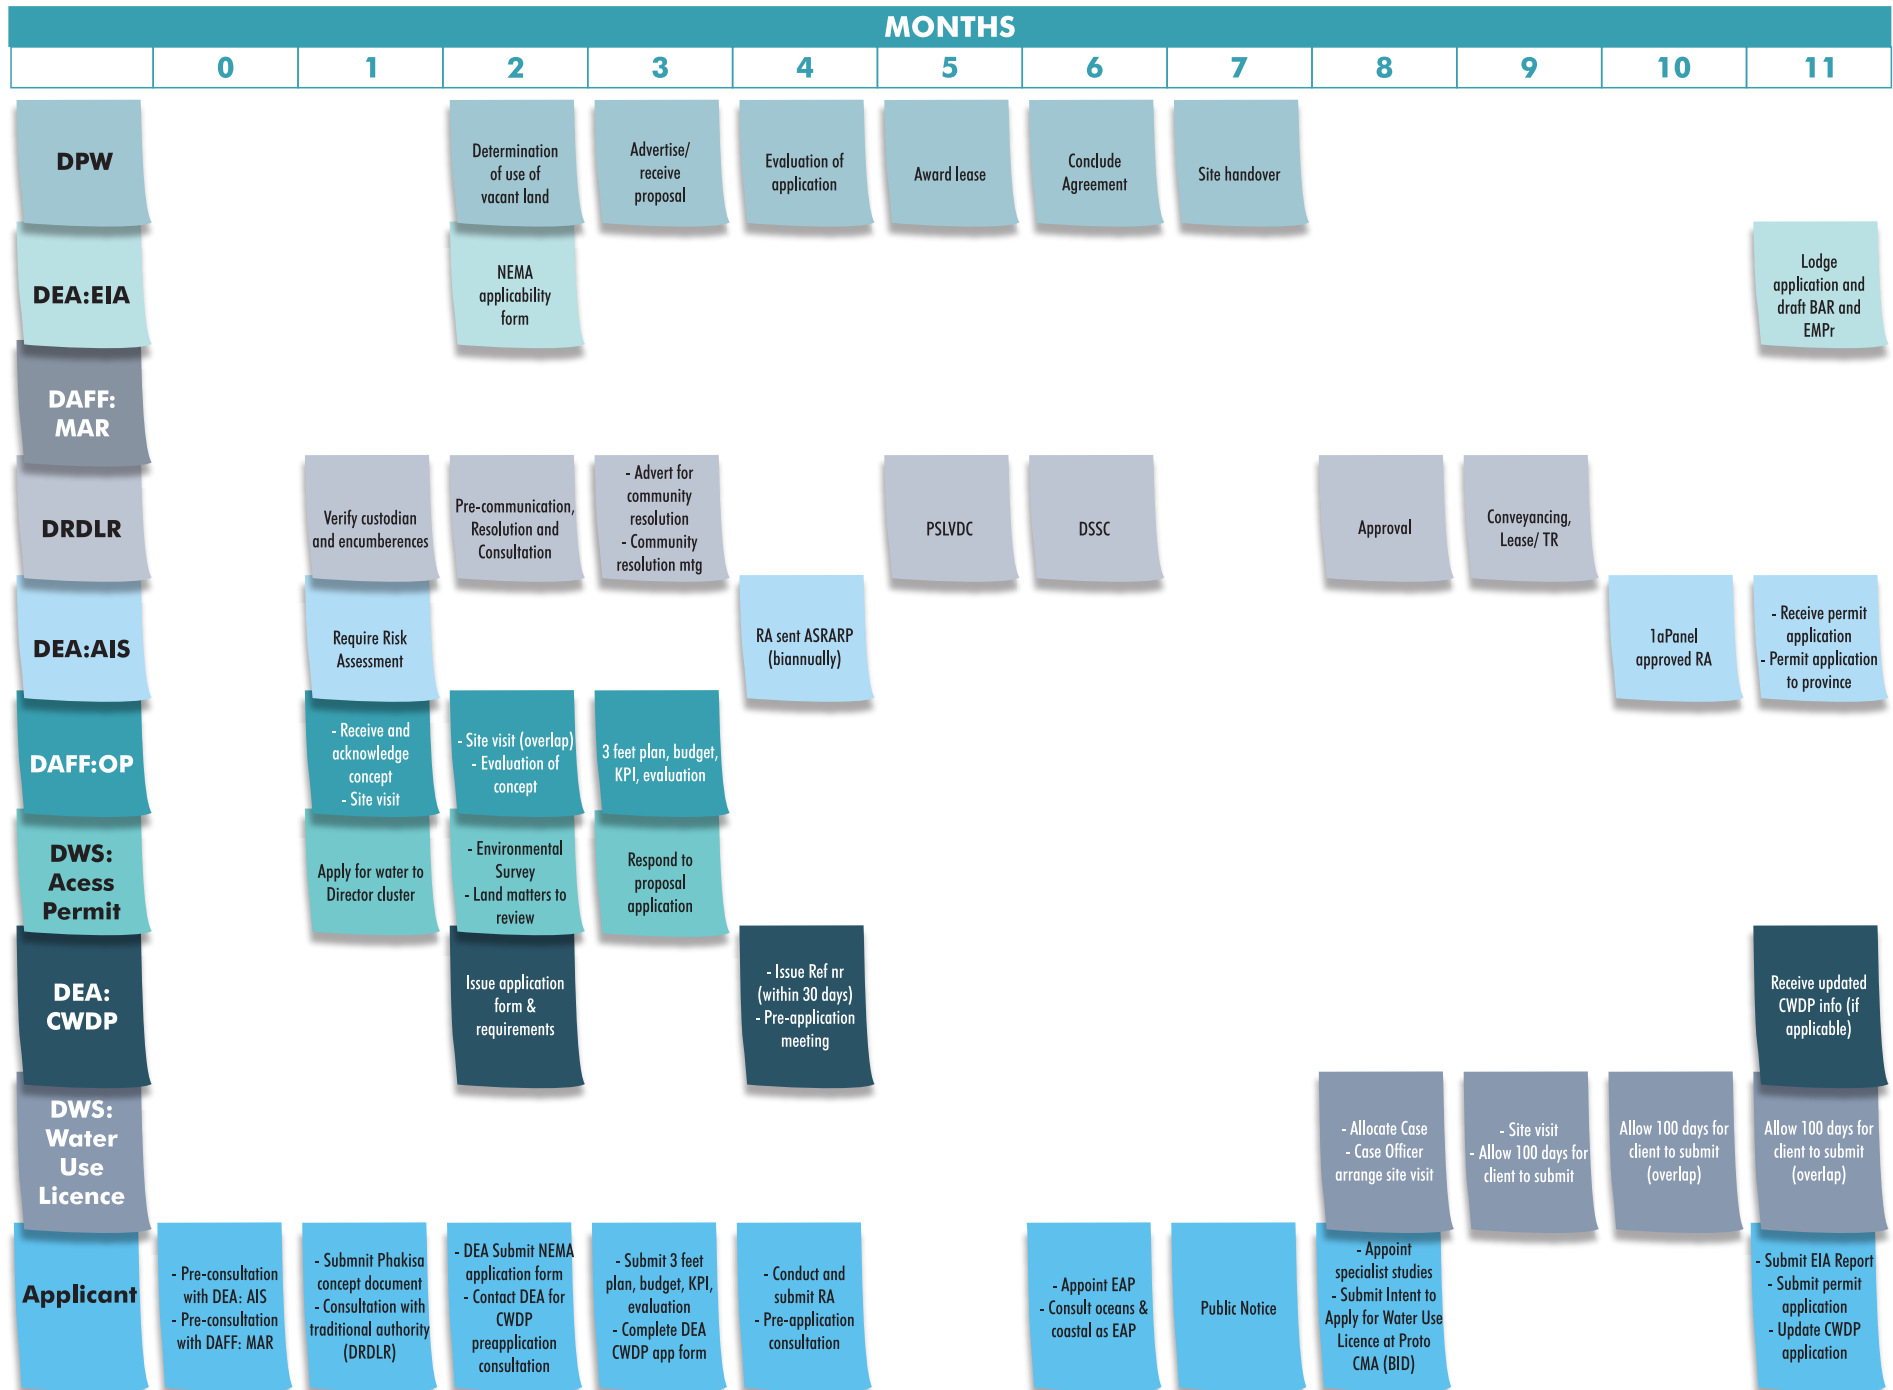 MONTHS
0 1 2 3 4 5 6 7 8 9 10 11
DPW
Determination
of use of
vacant land
Advertise/
receive
proposal
Evaluation of
application
Award lease
Conclude
Agreement
Site handover
DEA:EIA
NEMA
applicability
form
Lodge
application and
draft BAR and
EMPr
DAFF:
MAR
DRDLR
Verify custodian
and encumberences
Pre-communication,
Resolution and
Consultation
- Advert for
community
resolution
- Community
resolution mtg
PSLVDC
DSSC
Approval
Conveyancing,
Lease/ TR
DEA:AIS
Require Risk
Assessment
RA sent ASRARP
(biannually)
1aPanel
approved RA
- Receive permit
application
- Permit application
to province
DAFF:OP
- Receive and
acknowledge
concept
- Site visit
- Site visit (overlap)
- Evaluation of
concept
3 feet plan, budget,
KPI, evaluation
DWS:
Acess
Permit
Apply for water to
Director cluster
- Environmental
Survey
- Land matters to
review
Respond to
proposal
application
DEA:
CWDP
Issue application
form &
requirements
- Issue Ref nr
(within 30 days)
- Pre-application
meeting
Receive updated
CWDP info (if
applicable)
DWS:
Water
Use
Licence
- Allocate Case
- Case Officer
arrange site visit
- Site visit
- Allow 100 days for
client to submit
Allow 100 days for
client to submit
(overlap)
Allow 100 days for
client to submit
(overlap)
Applicant
- Pre-consultation
with DEA: AIS
- Pre-consultation
with DAFF: MAR
- Submnit Phakisa
concept document
- Consultation with
traditional authority
(DRDLR)
- DEA Submit NEMA
application form
- Contact DEA for
CWDP
preapplication
consultation
- Submit 3 feet
plan, budget, KPI,
evaluation
- Complete DEA
CWDP app form
- Conduct and
submit RA
- Pre-application
consultation
- Appoint EAP
- Consult oceans &
coastal as EAP
Public Notice
- Appoint
specialist studies
- Submit Intent to
Apply for Water Use
Licence at Proto
CMA (BID)
- Submit EIA Report
- Submit permit
application
- Update CWDP
application